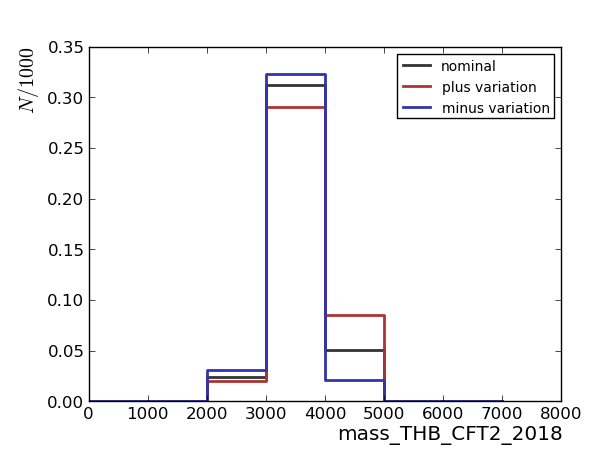 N/1000
0.35
0.30
0.25
0.20
0.15
0.10
0.05
0.00
nominal
plus variation
minus variation
0 1000 2000 3000 4000 5000 6000 7000 8000
mass_THB_CFT2_2018